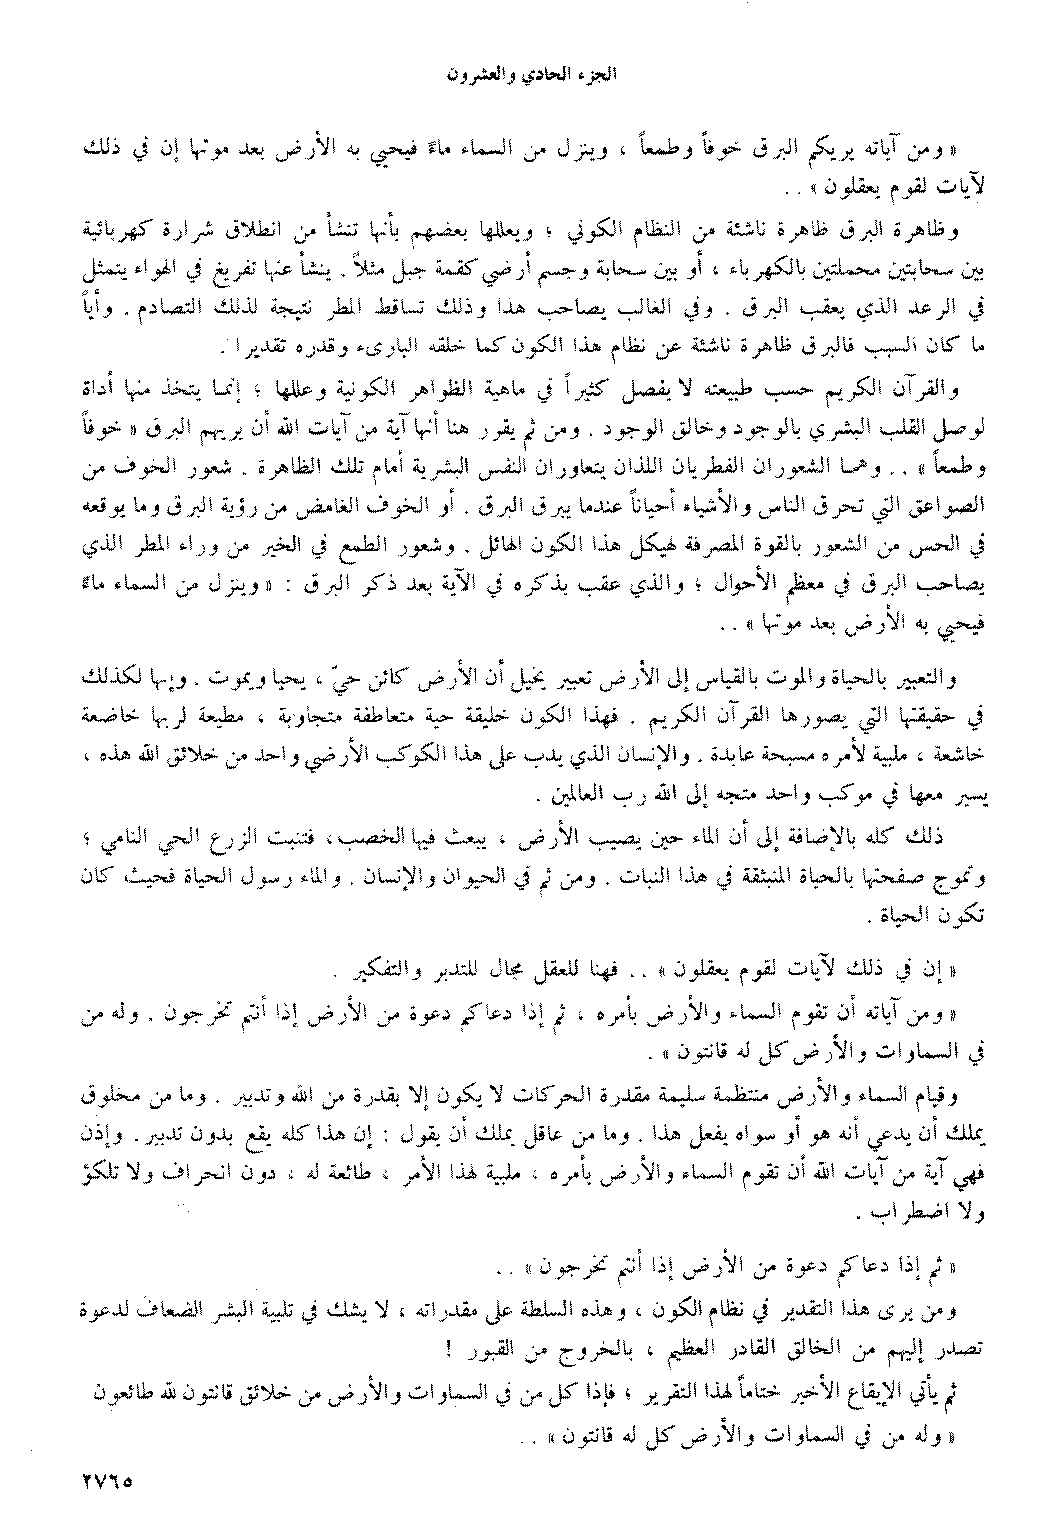 الجزء الحادي والعشرون
« ومن آياته يريكم البرق خوفاً وطمعاً ، وينزل من السماء ماءً فيحيي به الأرض بعد موتها إن في ذلك
لآيات لقوم يعقلون » . .
وظاهرة البرق ظاهرة ناشئة من النظام الكوني ؛ ويعللها بعضهم بأنها تنشأ من انطلاق شرارة كهربائية
بين سحابتين محملتين بالكهرباء ، أو بين سحابة وجسم أرضي كقمة جبل مثلاً . ينشأ عنها تفريغ في الهواء يتمثل
في الرعد الذي يعقب البرق . وفي الغالب يصاحب هذا وذلك تساقط المطر نتيجة لذلك التصادم . وأياً
ما كان السبب فالبرق ظاهرة ناشئة عن نظام هذا الكون كما خلقه البارىء وقدره تقديرا .
والقرآن الكريم حسب طبيعته لا يفصل كثيراً في ماهية الظواهر الكونية وعللها ؛ إنما يتخذ منها أداة
لوصل القلب البشري بالوجود وخالق الوجود . ومن ثم يقرر هنا أنها آية من آيات الله أن يريهم البرق « خوفاً
وطمعاً » . . وهما الشعوران الفطريان اللذان يتعاوران النفس البشرية أمام تلك الظاهرة . شعور الخوف من
الصواعق التي تحرق الناس والأشياء أحياناً عندما يبرق البرق . أو الخوف الغامض من رؤية البرق وما يوقعه
في الحس من الشعور بالقوة المصرفة لهيكل هذا الكون الهائل . وشعور الطمع في الخير من وراء المطر الذي
يصاحب البرق في معظم الأحوال ؛ والذي عقب بذكره في الآية بعد ذكر البرق : « وينزل من السماء ماءً
فيحيي به الأرض بعد موتها » . .
والتعبير بالحياة والموت بالقياس إلى الأرض تعبير يخيل أن الأرض كائن حيّ ، يحيا ويموت . وإنها لكذلك
في حقيقتها التي يصورها القرآن الكريم . فهذا الكون خليقة حية متعاطفة متجاوبة ، مطيعة لربها خاضعة
خاشعة ، ملبية لأمره مسبحة عابدة . والإنسان الذي يدب على هذا الكوكب الأرضي واحد من خلائق الله هذه ،
يسير معها في موكب واحد متجه إلى الله رب العالمين .
ذلك كله بالإضافة إلى أن الماء حين يصيب الأرض ، يبعث فيها الخصب ، فتنبت الزرع الحي النامي ؛
وتموج صفحتها بالحياة المنبثقة في هذا النبات . ومن ثم في الحيوان والإنسان . والماء رسول الحياة فحيث كان
تكون الحياة .
« إن في ذلك لآيات لقوم يعقلون » . . فهنا للعقل مجال للتدبر والتفكير .
« ومن آياته أن تقوم السماء والأرض بأمره ، ثم إذا دعاكم دعوة من الأرض إذا أنتم تخرجون . وله من
في السماوات والأرض كل له قانتون » .
وقيام السماء والأرض منتظمة سليمة مقدرة الحركات لا يكون إلا بقدرة من الله وتدبير . وما من مخلوق
يملك أن يدعي أنه هو أو سواه يفعل هذا . وما من عاقل يملك أن يقول : إن هذا كله يقع بدون تدبير . وإذن
فهي آية من آيات الله أن تقوم السماء والأرض بأمره ، ملبية لهذا الأمر ، طائعة له ، دون انحراف ولا تلكؤ
ولا اضطراب .
« ثم إذا دعاكم دعوة من الأرض إذا أنتم تخرجون » . .
ومن يرى هذا التقدير في نظام الكون ، وهذه السلطة على مقدراته ، لا يشك في تلبية البشر الضعاف لدعوة
تصدر إليهم من الخالق القادر العظيم ، بالخروج من القبور !
ثم يأتي الإيقاع الأخير ختاماً لهذا التقرير ؛ فإذا كل من في السماوات والأرض من خلائق قانتون لله طائعون
« وله من في السماوات والأرض كل له قانتون » . .
٢٧٦٥